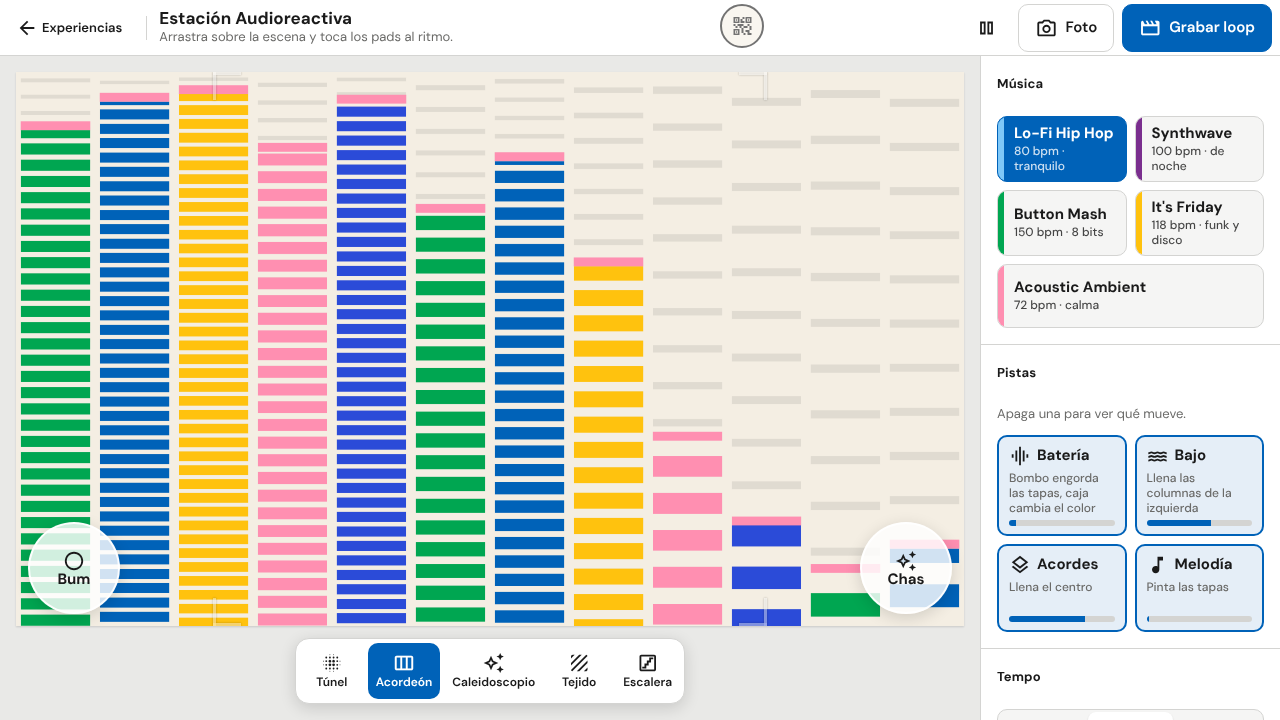 Experiencias
Estación Audioreactiva
Arrastra sobre la escena y toca los pads al ritmo.
Foto
Grabar loop
Música
Lo-Fi Hip Hop
80 bpm ·
tranquilo
Synthwave
100 bpm · de
noche
Button Mash
150 bpm · 8 bits
It's Friday
118 bpm · funk y
disco
Acoustic Ambient
72 bpm · calma
Pistas
Apaga una para ver qué mueve.
Batería
Bombo engorda
las tapas, caja
cambia el color
Bajo
Llena las
columnas de la
izquierda
Acordes
Llena el centro
Melodía
Pinta las tapas
Bum
Chas
Túnel
Acordeón
Caleidoscopio
Tejido
Escalera
Tempo